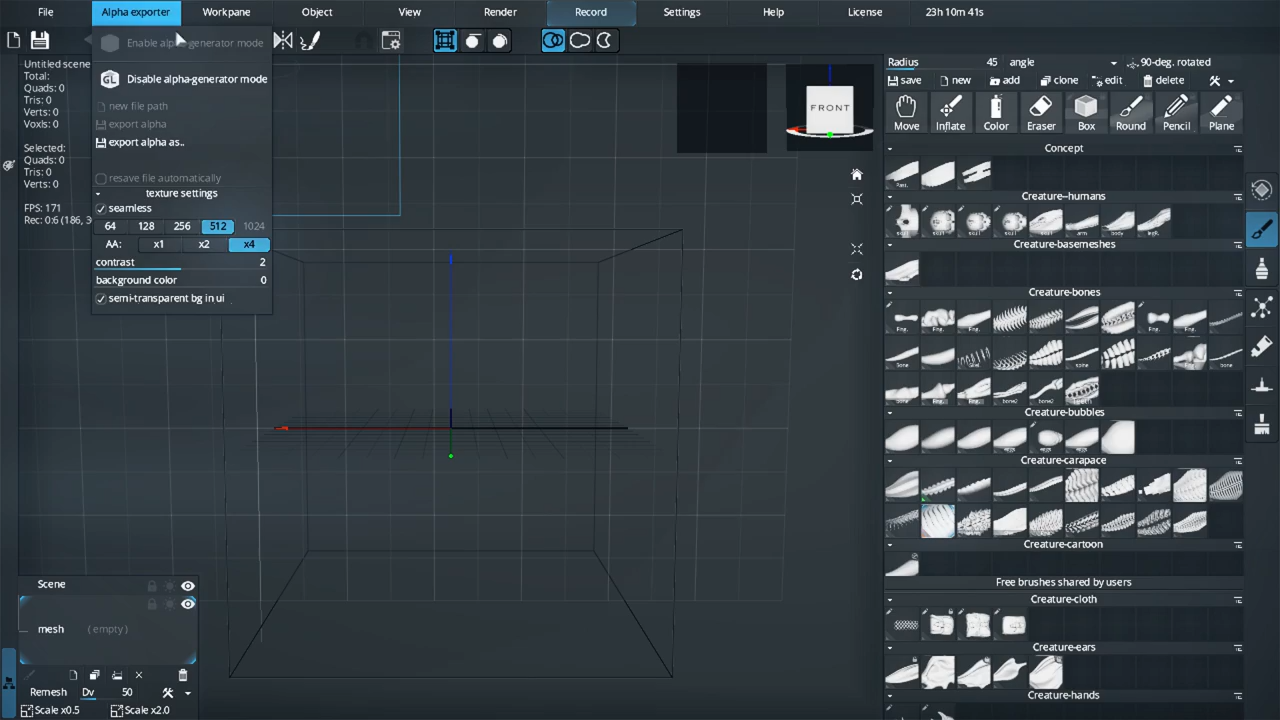 File Alpha exporter Workpane Object View Render Record Settings Help License 23h 10m 41s
Enable alpha-generator mode
GL Disable alpha-generator mode
new file path
export alpha
export alpha as..
resave file automatically
texture settings
seamless
64 128 256 512 1024
AA: x1 x2 x4
contrast 2
background color 0
semi-transparent bg in ui
Untitled scene
Total:
Quads: 0
Tris: 0
Verts: 0
Voxls: 0
Selected:
Quads: 0
Tris: 0
Verts: 0
FPS: 171
Rec: 0:6 (186, 3
FRONT
Radius 45 angle 90-deg. rotated
save new add clone edit delete
Move Inflate Color Eraser Box Round Pencil Plane
Concept
Creature-humans
Creature-basemeshes
Creature-bones
Creature-bubbles
Creature-carapace
Creature-cartoon
Free brushes shared by users
Creature-cloth
Creature-ears
Creature-hands
Scene
mesh (empty)
Remesh Dv 50
Scale x0.5 Scale x2.0